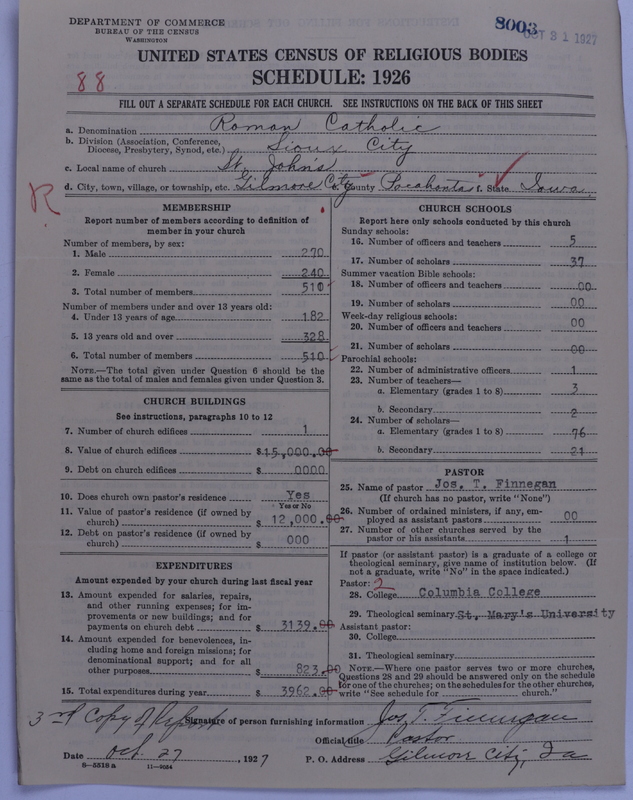 DEPARTMENT OF COMMERCE
BUREAU OF THE CENSUS
WASHINGTON
8003
OCT 31 1927
UNITED STATES CENSUS OF RELIGIOUS BODIES
SCHEDULE: 1926
88
FILL OUT A SEPARATE SCHEDULE FOR EACH CHURCH. SEE INSTRUCTIONS ON THE BACK OF THIS SHEET
a. Denomination Roman Catholic
b. Division (Association, Conference, Diocese, Presbytery, Synod, etc.) Sioux City
c. Local name of church St. John's
d. City, town, village, or township, etc. Gilmore City e. County Pocahontas f. State Iowa
R
MEMBERSHIP
Report number of members according to definition of
member in your church
Number of members, by sex:
1. Male 270
2. Female 240
3. Total number of members 510
Number of members under and over 13 years old:
4. Under 13 years of age 182
5. 13 years old and over 328
6. Total number of members 510
NOTE.—The total given under Question 6 should be the
same as the total of males and females given under Question 3.
CHURCH BUILDINGS
See instructions, paragraphs 10 to 12
7. Number of church edifices 1
8. Value of church edifices $15,000.00
9. Debt on church edifices $ 0000
10. Does church own pastor's residence Yes
Yes or No
11. Value of pastor's residence (if owned by
church) $ 12,000.00
12. Debt on pastor's residence (if owned by
church) $ 000
EXPENDITURES
Amount expended by your church during last fiscal year
13. Amount expended for salaries, repairs,
and other running expenses; for im-
provements or new buildings; and for
payments on church debt $ 3139.00
14. Amount expended for benevolences, in-
cluding home and foreign missions; for
denominational support; and for all
other purposes $ 823.00
15. Total expenditures during year $ 3962.00
CHURCH SCHOOLS
Report here only schools conducted by this church
Sunday schools:
16. Number of officers and teachers 5
17. Number of scholars 37
Summer vacation Bible schools:
18. Number of officers and teachers 00
19. Number of scholars 00
Week-day religious schools:
20. Number of officers and teachers 00
21. Number of scholars 00
Parochial schools:
22. Number of administrative officers 1
23. Number of teachers—
a. Elementary (grades 1 to 8) 3
b. Secondary 2
24. Number of scholars—
a. Elementary (grades 1 to 8) 76
b. Secondary 21
PASTOR
25. Name of pastor Jos. T. Finnegan
(If church has no pastor, write "None")
26. Number of ordained ministers, if any, em-
ployed as assistant pastors 00
27. Number of other churches served by the
pastor or his assistants 1
If pastor (or assistant pastor) is a graduate of a college or
theological seminary, give name of institution below. (If
not a graduate, write "No" in the space indicated.)
Pastor: 2
28. College Columbia College
29. Theological seminary St. Mary's University
Assistant pastor:
30. College
31. Theological seminary
NOTE.—Where one pastor serves two or more churches,
Questions 28 and 29 should be answered only on the schedule
for one of the churches; on the schedules for the other churches,
write "See schedule for church."
3rd Copy of Report
Signature of person furnishing information Jos. T. Finnegan
Official title Pastor
Date Oct. 27, 1927 P. O. Address Gilmore City, Ia
8—5518 a 11—9054